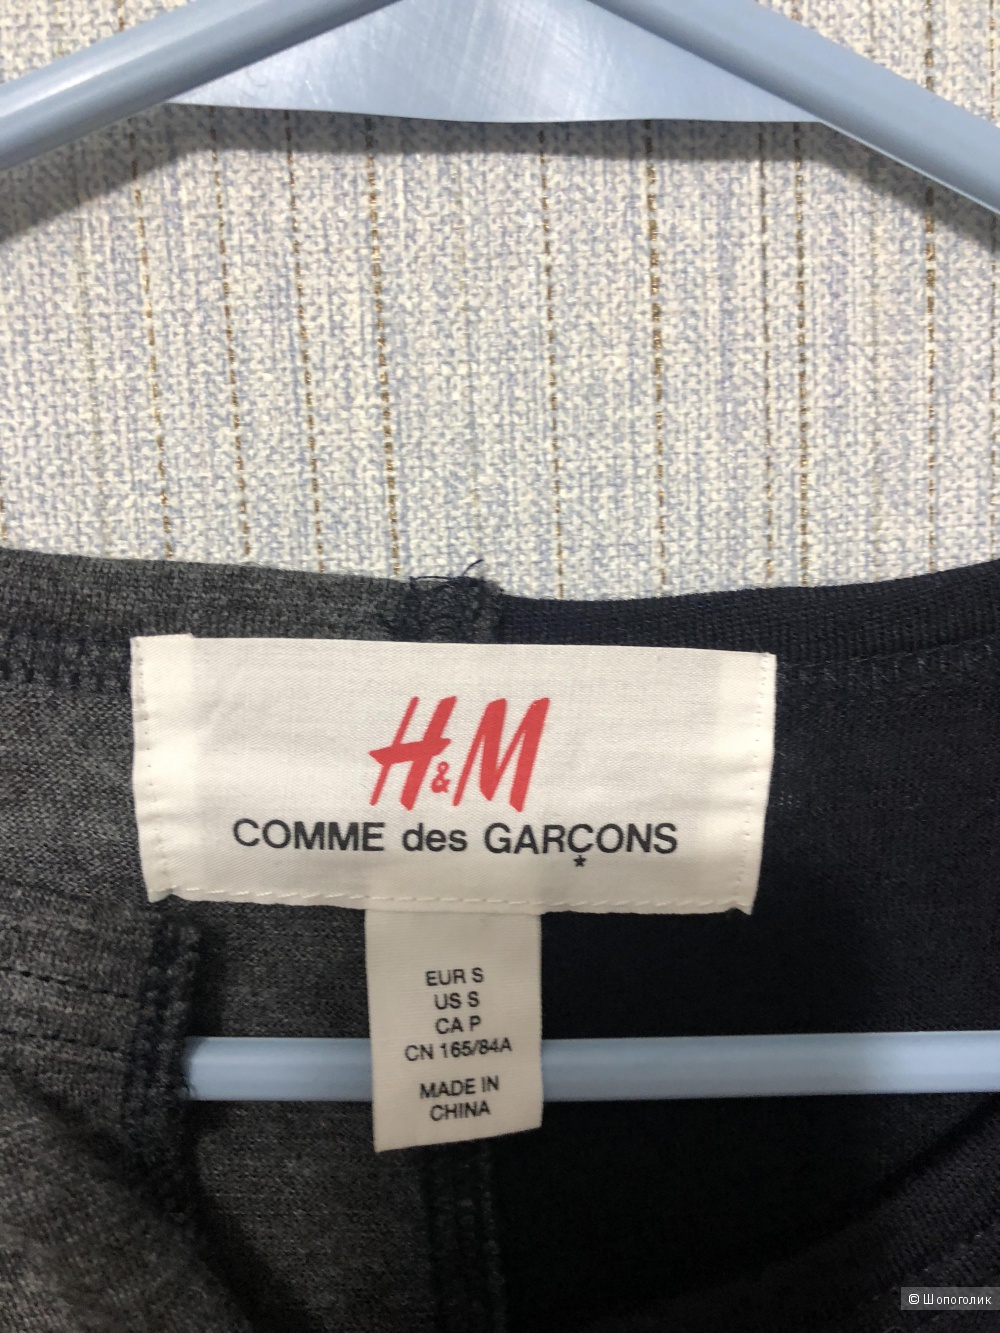 H&M
COMME des GARÇONS
*
EUR S
US S
CA P
CN 165/84A
MADE IN
CHINA
© Шопоголик